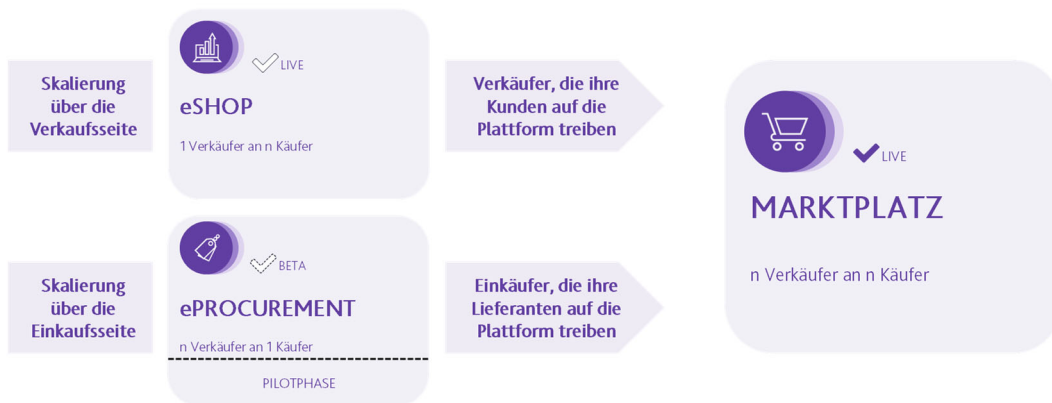 Skalierung
über die
Verkaufsseite
LIVE
eSHOP
1 Verkäufer an n Käufer
Verkäufer, die ihre
Kunden auf die
Plattform treiben
Skalierung
über die
Einkaufsseite
BETA
ePROCUREMENT
n Verkäufer an 1 Käufer
PILOTPHASE
Einkäufer, die ihre
Lieferanten auf die
Plattform treiben
LIVE
MARKTPLATZ
n Verkäufer an n Käufer